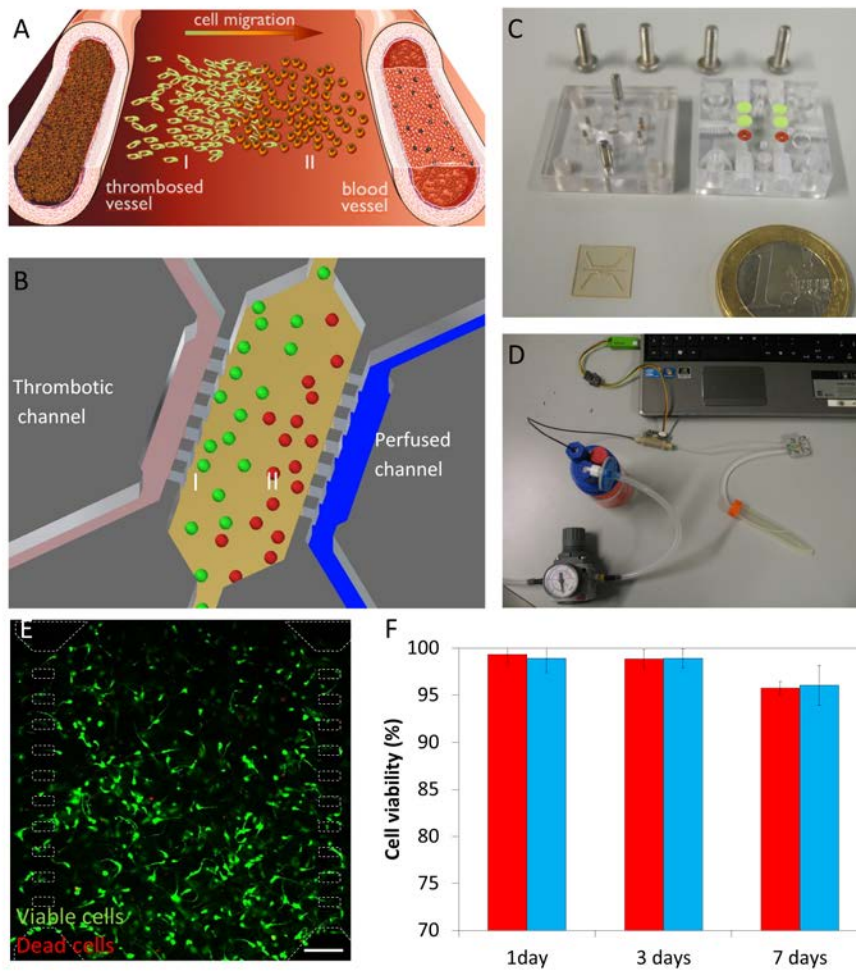 A
cell migration
I
II
thrombosed
vessel
blood
vessel
B
Thrombotic
channel
I
II
Perfused
channel
C
1
D
E
Viable cells
Dead cells
F
Cell viability (%)
100
95
90
85
80
75
70
1day
3 days
7 days